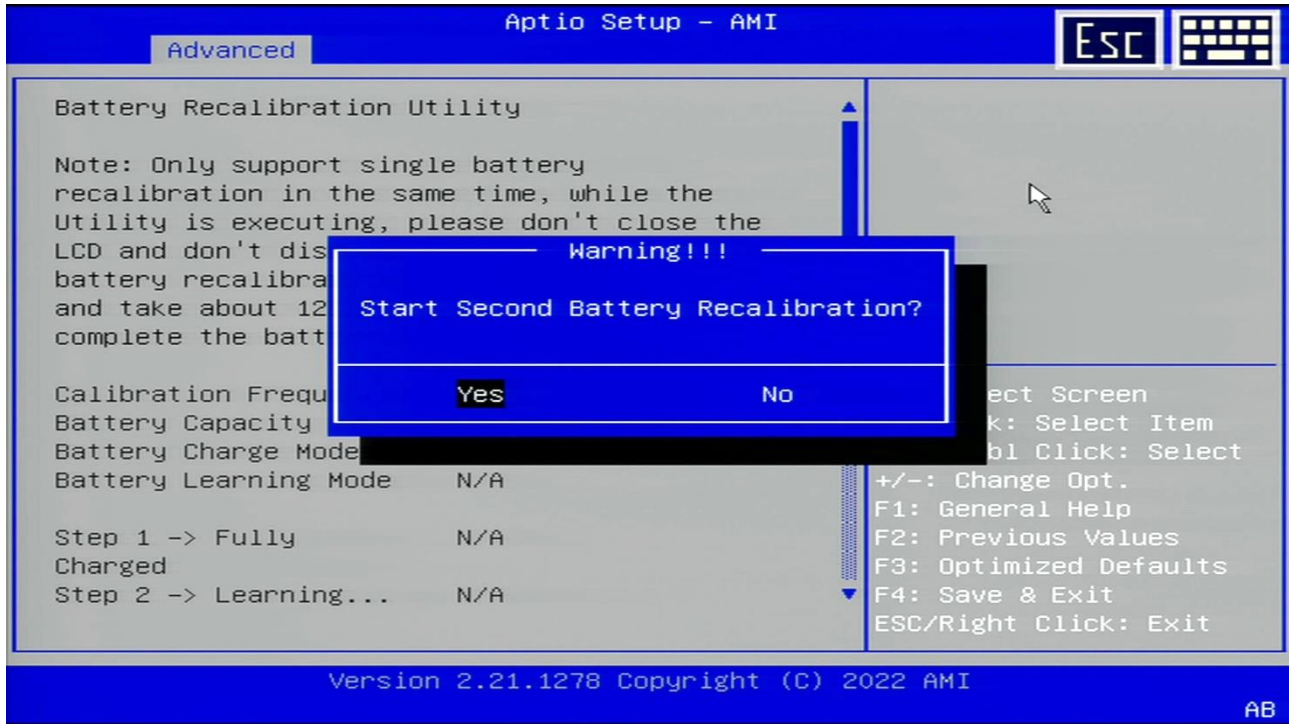 Aptio Setup – AMI
Advanced
Esc
Battery Recalibration Utility
Note: Only support single battery
recalibration in the same time, while the
Utility is executing, please don't close the
LCD and don't dis
battery recalibra
and take about 12
complete the batt
Warning!!!
Start Second Battery Recalibration?
Yes No
Calibration Frequ
Battery Capacity
Battery Charge Mode
Battery Learning Mode N/A
Step 1 -> Fully N/A
Charged
Step 2 -> Learning... N/A
ect Screen
k: Select Item
bl Click: Select
+/-: Change Opt.
F1: General Help
F2: Previous Values
F3: Optimized Defaults
F4: Save & Exit
ESC/Right Click: Exit
Version 2.21.1278 Copyright (C) 2022 AMI
AB